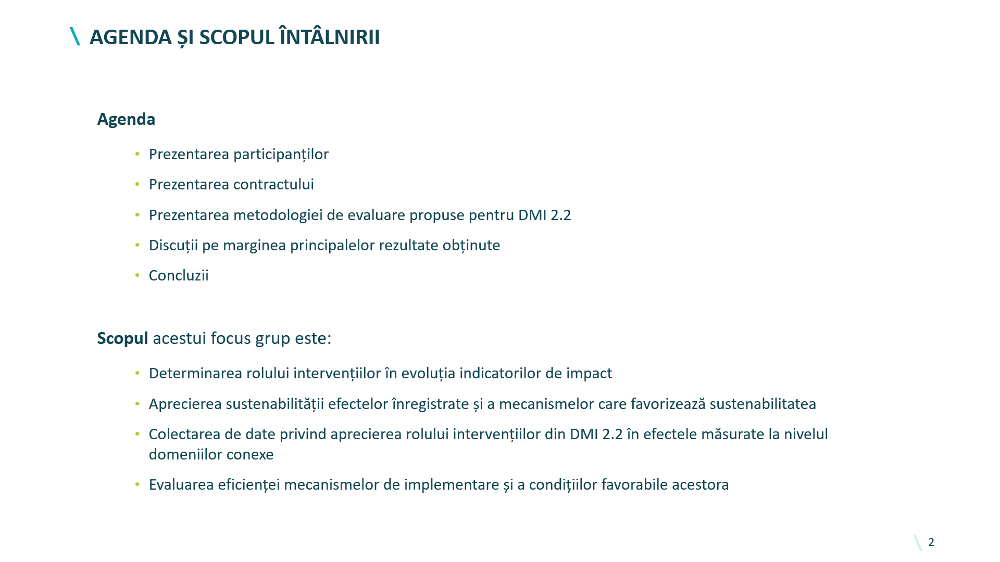 \ AGENDA ȘI SCOPUL ÎNTÂLNIRII
Agenda
• Prezentarea participanților
• Prezentarea contractului
• Prezentarea metodologiei de evaluare propuse pentru DMI 2.2
• Discuții pe marginea principalelor rezultate obținute
• Concluzii
Scopul acestui focus grup este:
• Determinarea rolului intervențiilor în evoluția indicatorilor de impact
• Aprecierea sustenabilității efectelor înregistrate și a mecanismelor care favorizează sustenabilitatea
• Colectarea de date privind aprecierea rolului intervențiilor din DMI 2.2 în efectele măsurate la nivelul
domeniilor conexe
• Evaluarea eficienței mecanismelor de implementare și a condițiilor favorabile acestora
\ 2